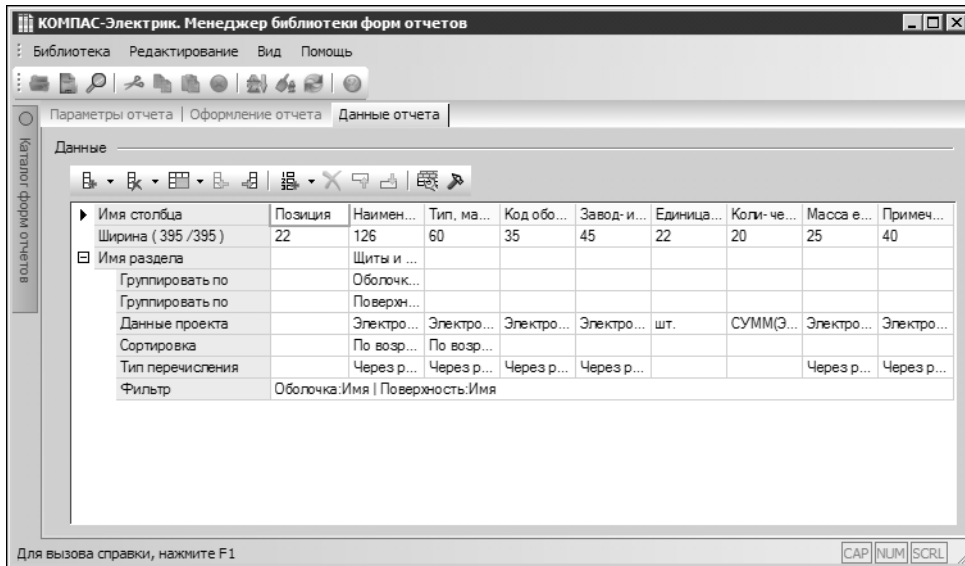 КОМПАС-Электрик. Менеджер библиотеки форм отчетов
Библиотека Редактирование Вид Помощь
Параметры отчета | Оформление отчета Данные отчета
Каталог форм отчетов
Данные
Имя столбца Позиция Наимен... Тип, ма... Код обо... Завод- и... Единица... Коли- че... Масса е... Примеч...
Ширина ( 395 /395 ) 22 126 60 35 45 22 20 25 40
Имя раздела Щиты и ...
Группировать по Оболочк...
Группировать по Поверхн...
Данные проекта Электро... Электро... Электро... Электро... шт. СУММ(Э... Электро... Электро...
Сортировка По возр... По возр...
Тип перечисления Через р... Через р... Через р... Через р... Через р... Через р...
Фильтр Оболочка:Имя | Поверхность:Имя
Для вызова справки, нажмите F1 CAP NUM SCRL